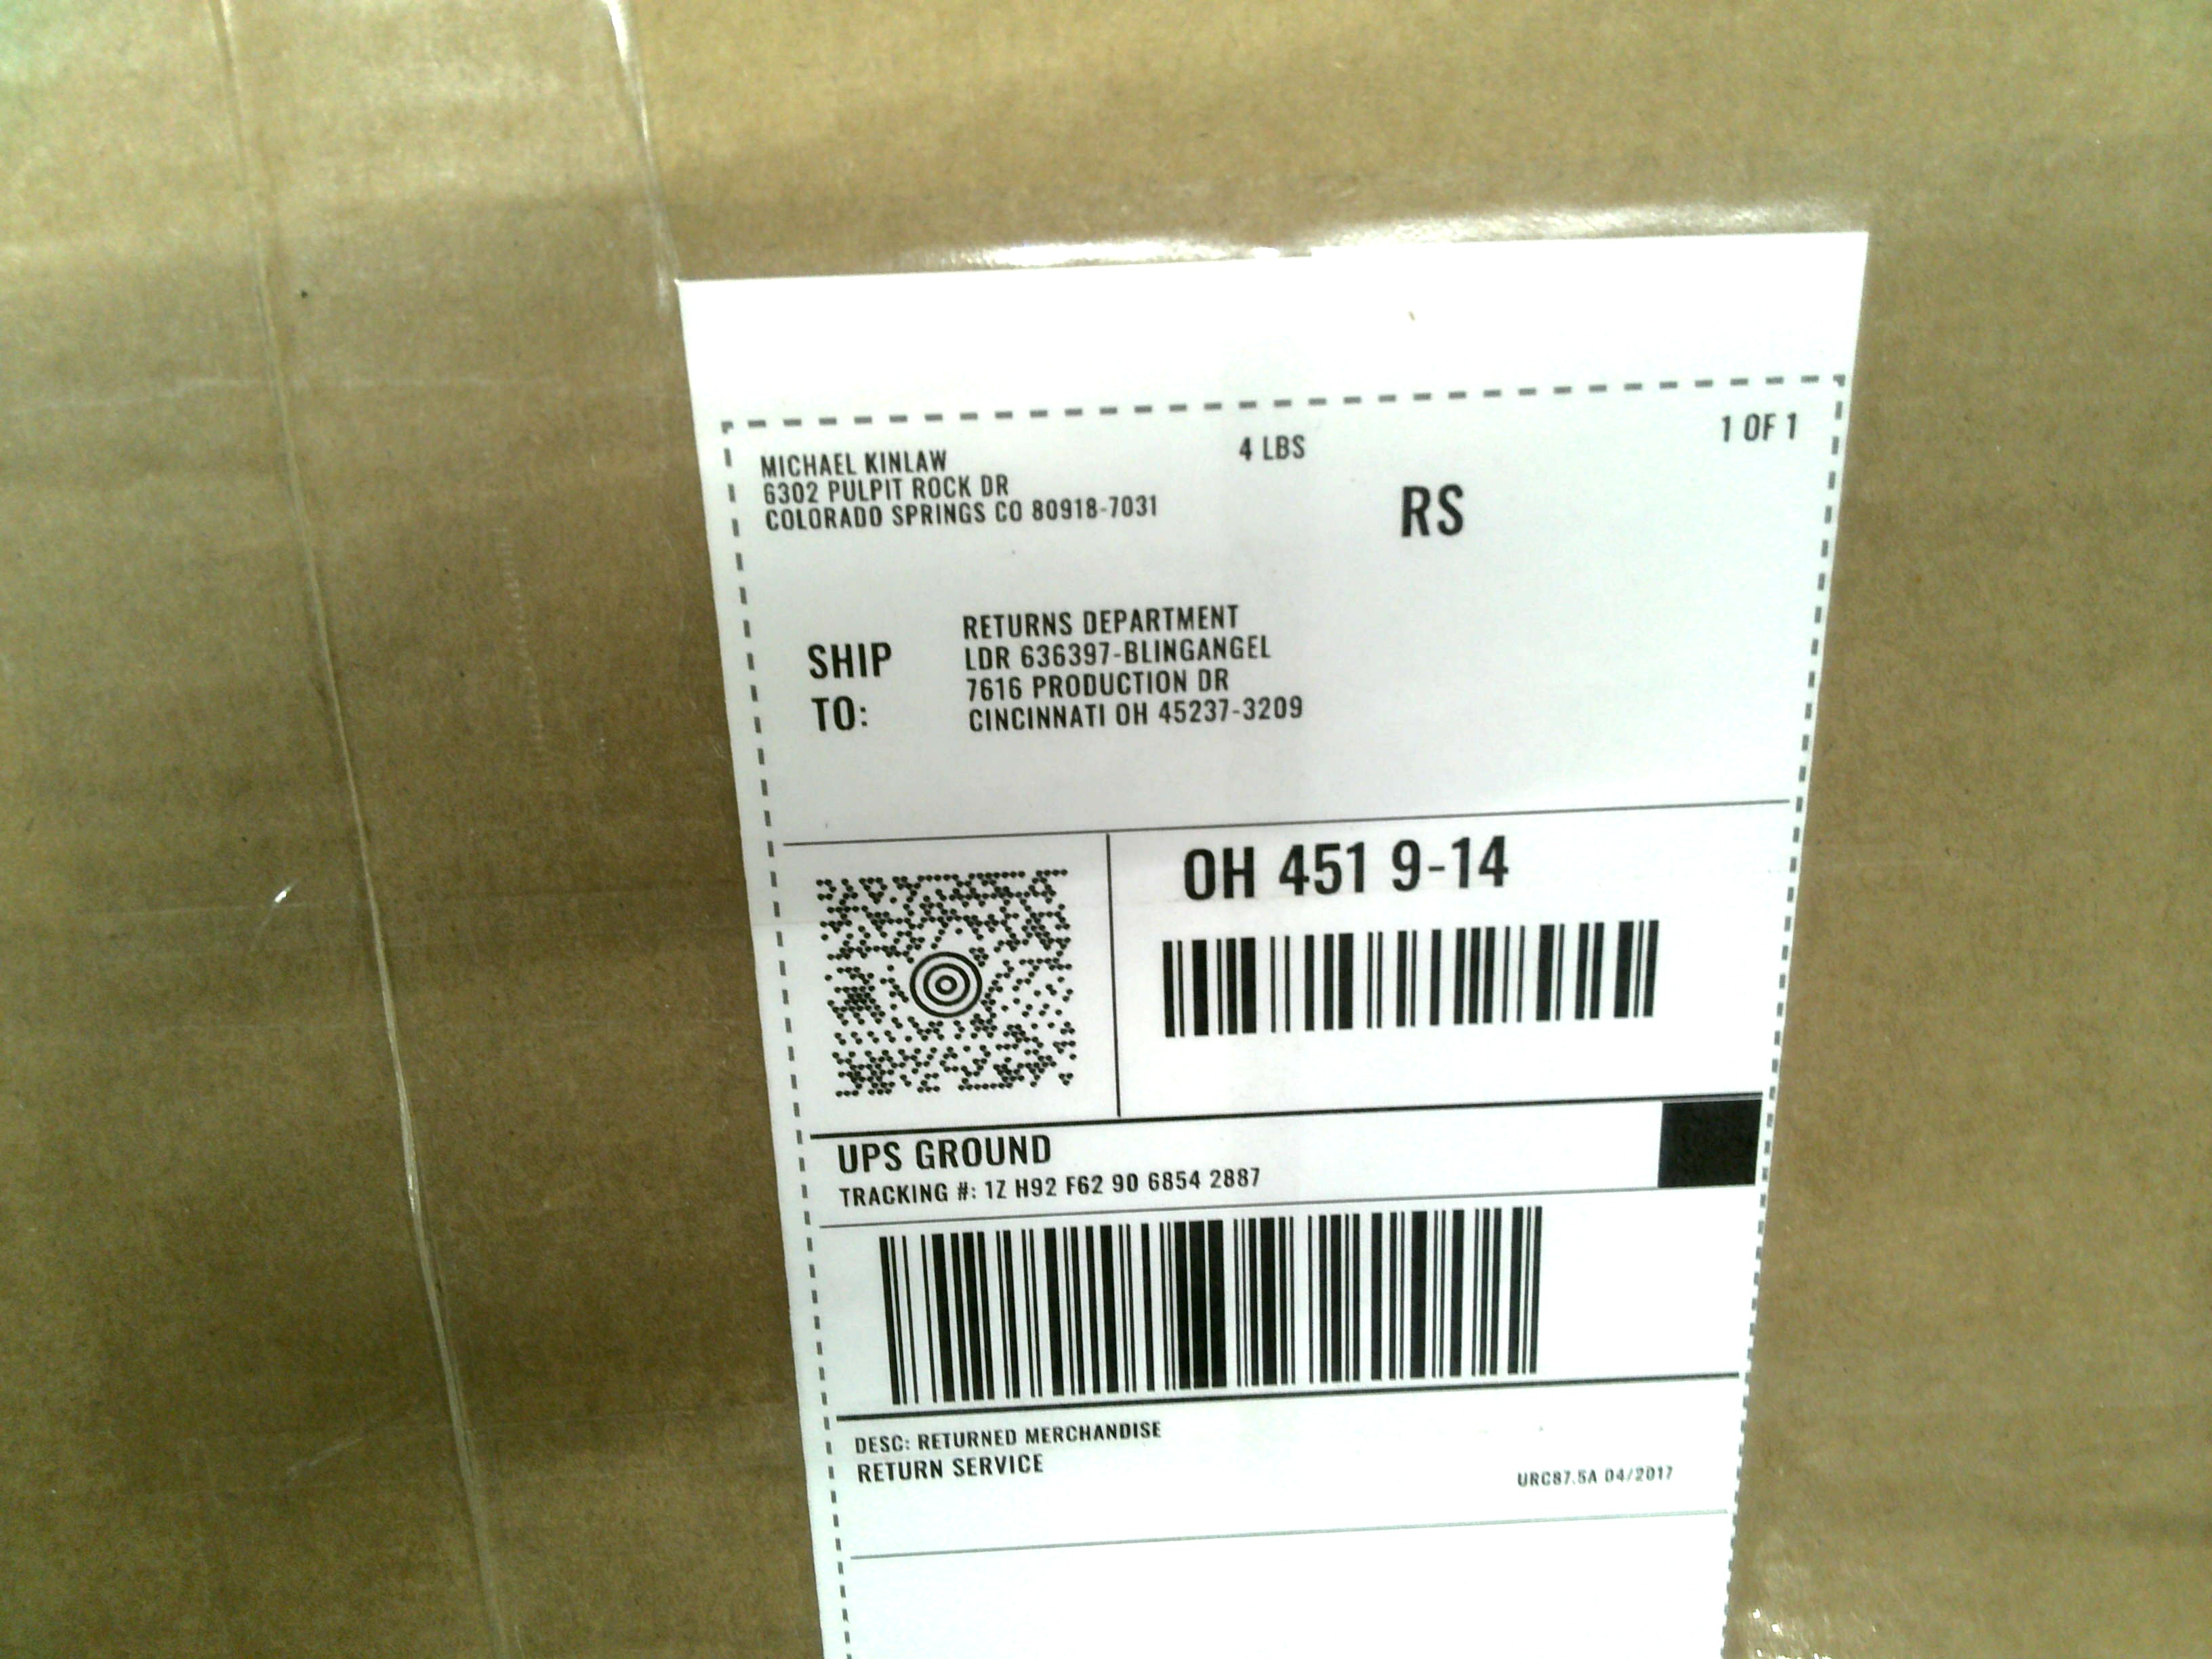 MICHAEL KINLAW
6302 PULPIT ROCK DR
COLORADO SPRINGS CO 80918-7031
4 LBS
1 OF 1
RS
SHIP
TO:
RETURNS DEPARTMENT
LDR 636397-BLINGANGEL
7616 PRODUCTION DR
CINCINNATI OH 45237-3209
OH 451 9-14
UPS GROUND
TRACKING #: 1Z H92 F62 90 6854 2887
DESC: RETURNED MERCHANDISE
RETURN SERVICE
URC87.5A 04/2017